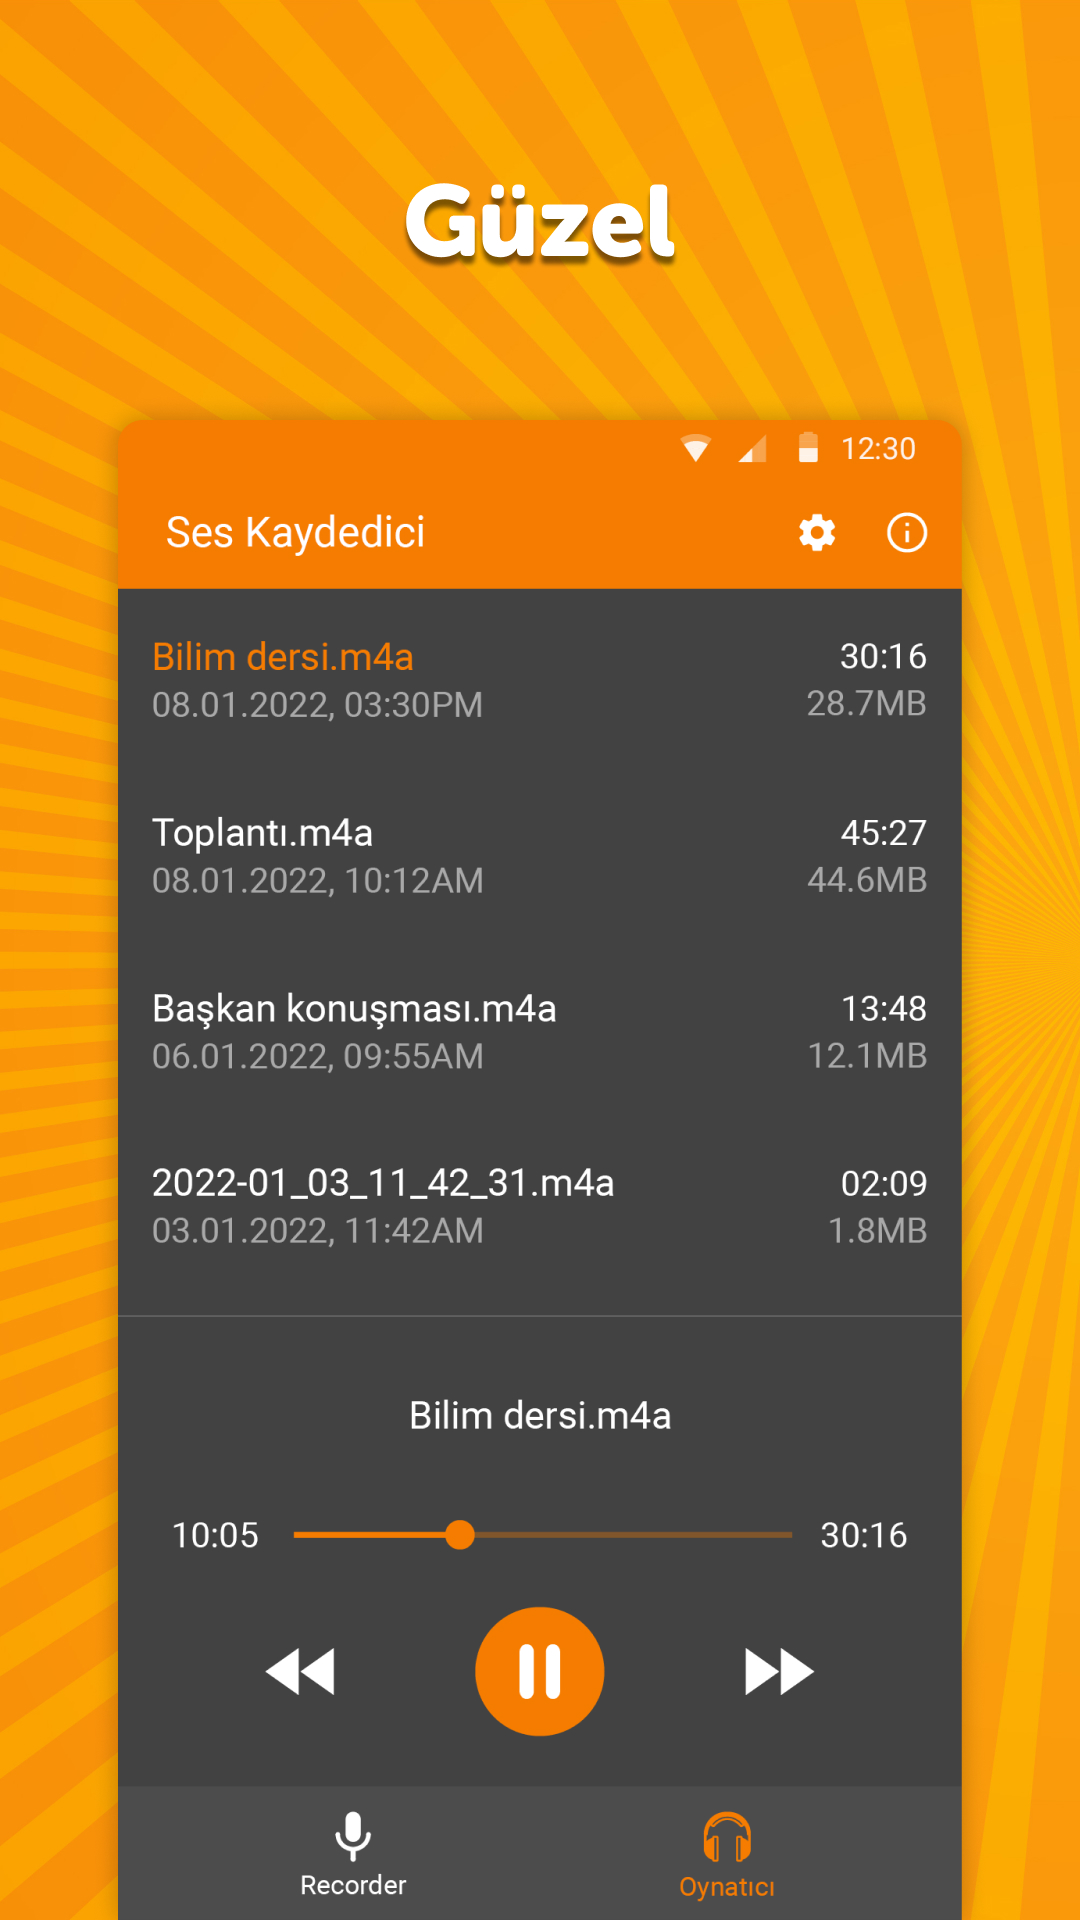 Güzel
12:30
Ses Kaydedici
Bilim dersi.m4a 30:16
08.01.2022, 03:30PM 28.7MB
Toplantı.m4a 45:27
08.01.2022, 10:12AM 44.6MB
Başkan konuşması.m4a 13:48
06.01.2022, 09:55AM 12.1MB
2022-01_03_11_42_31.m4a 02:09
03.01.2022, 11:42AM 1.8MB
Bilim dersi.m4a
10:05 30:16
Recorder Oynatıcı